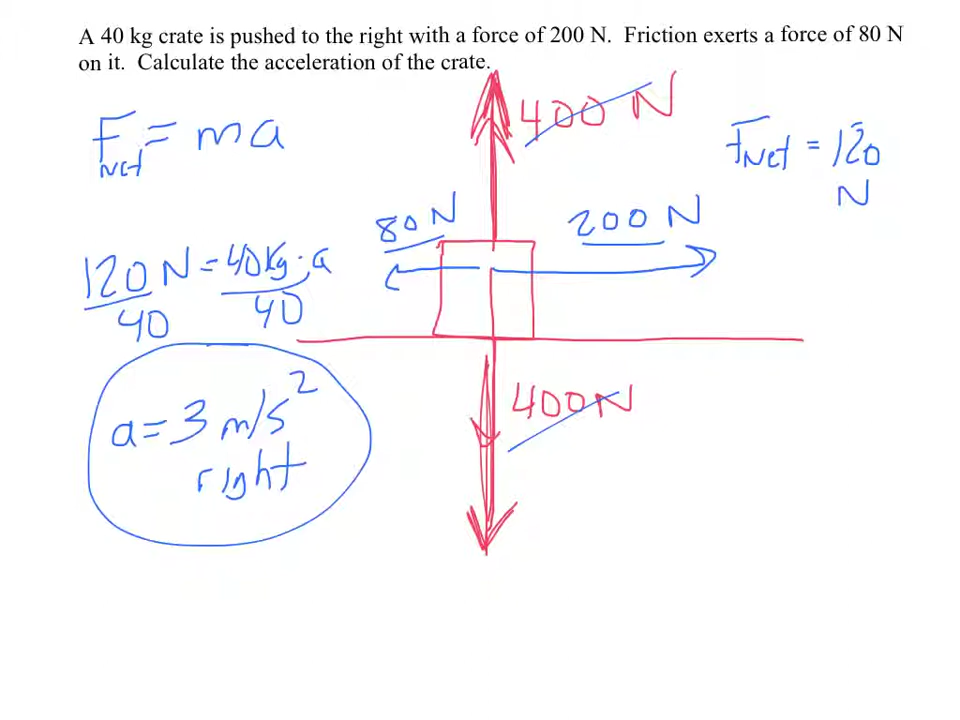 A 40 kg crate is pushed to the right with a force of 200 N. Friction exerts a force of 80 N
on it. Calculate the acceleration of the crate.
400 N
F_Net = ma
F_Net = 120
N
80 N
200 N
120 N = 40 kg · a
40 40
a = 3 m/s²
right
400 N